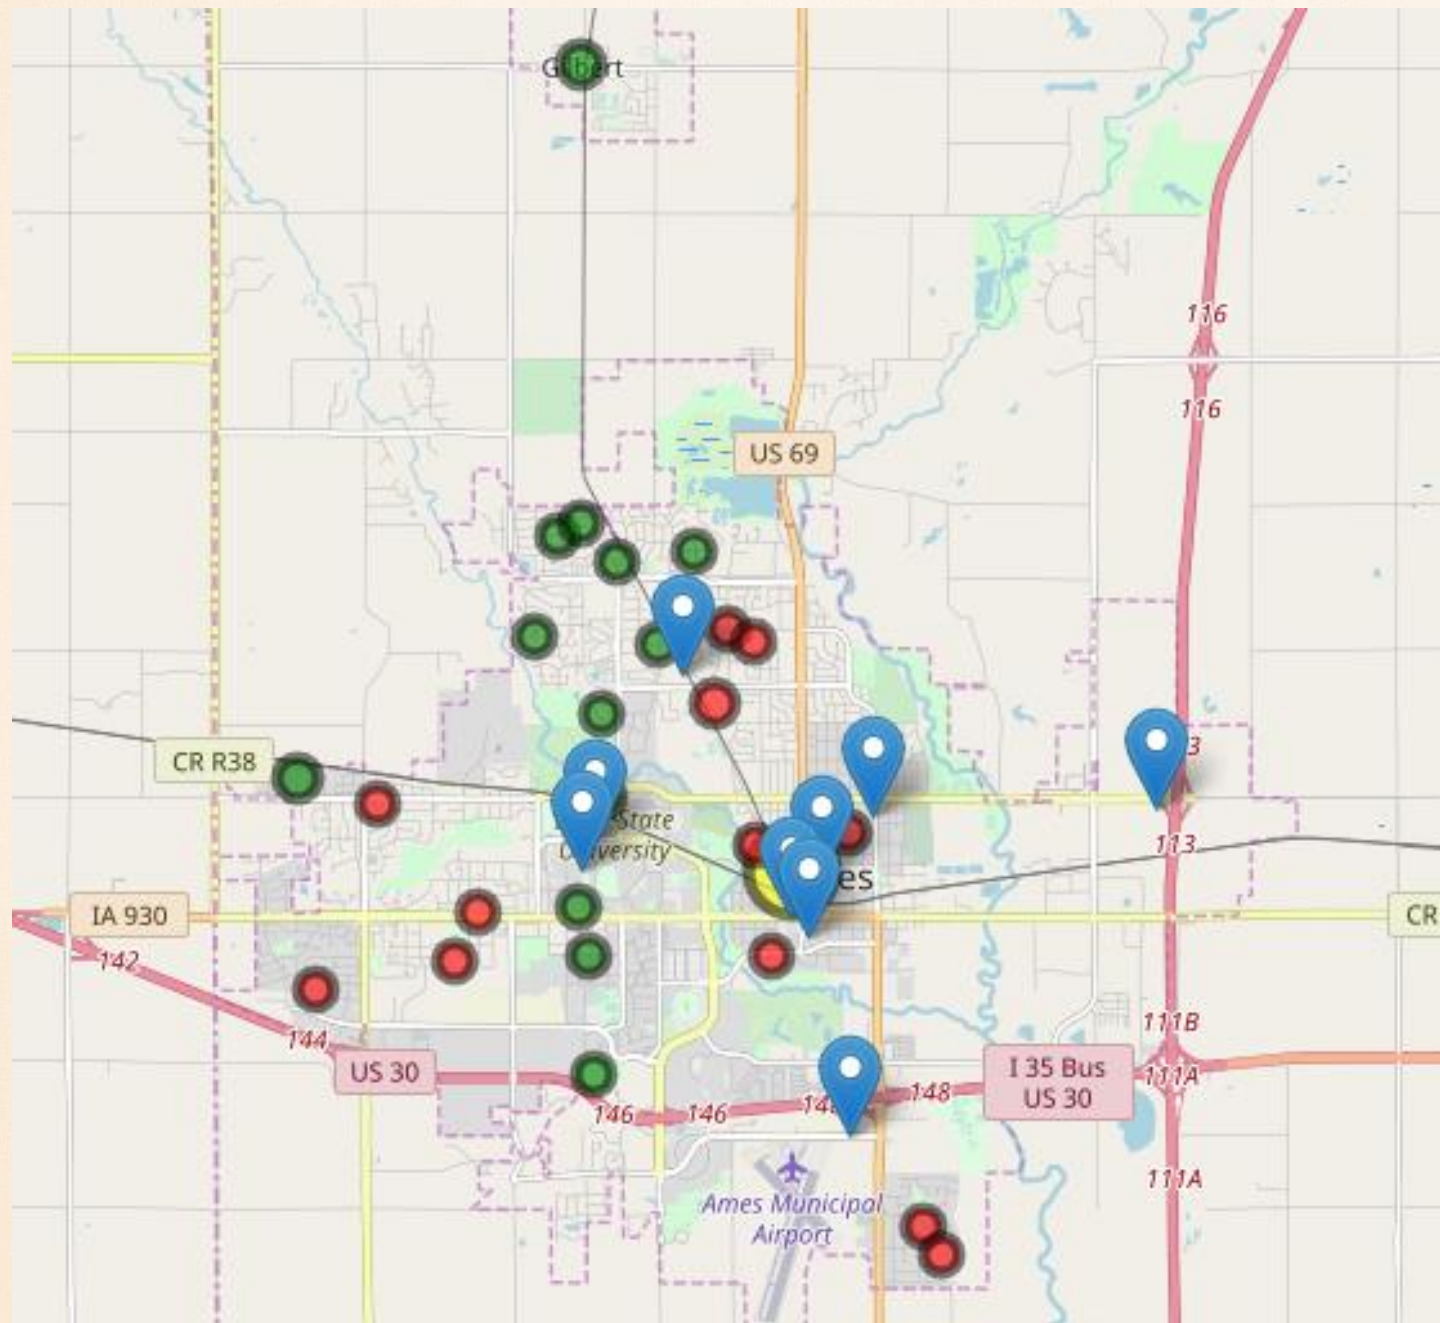 Gilbert
116
116
US 69
CR R38
3
State
University
113
es
IA 930
CR
142
111B
144
US 30
I 35 Bus
US 30
111A
148
146
146
111A
Ames Municipal
Airport